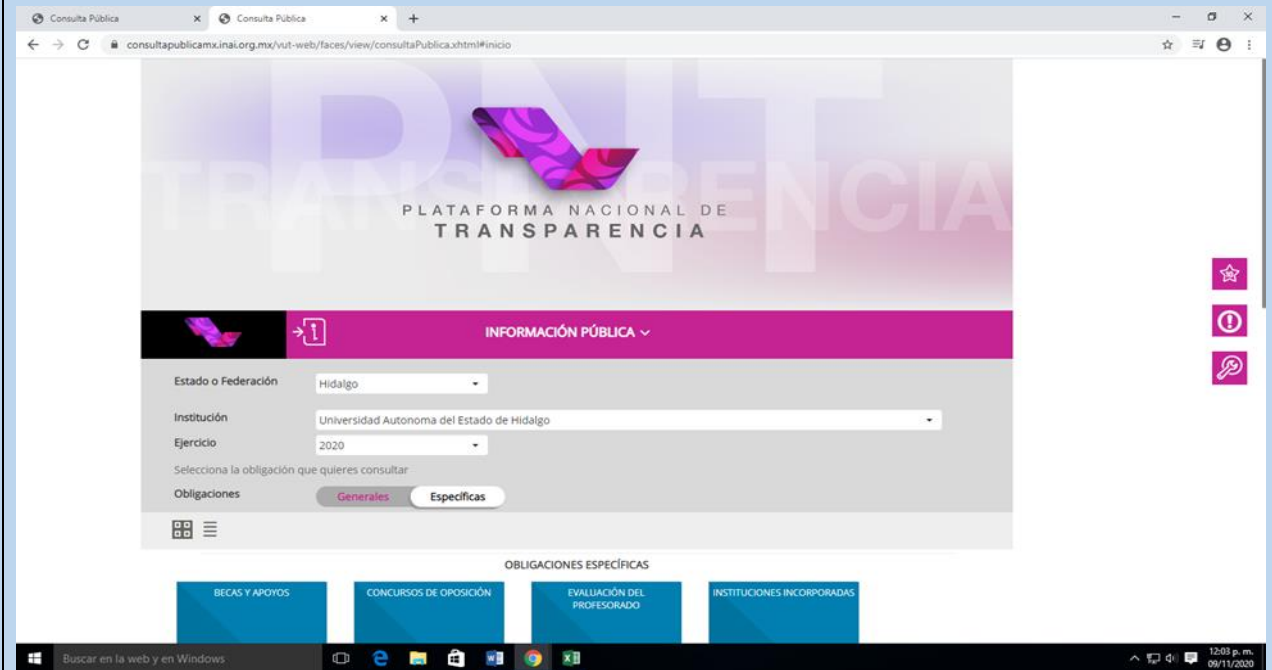 Consulta Pública
Consulta Pública
consultapublicamx.inai.org.mx/vut-web/faces/view/consultaPublica.xhtml#inicio
PNT
TRANSPARENCIA
PLATAFORMA NACIONAL DE
TRANSPARENCIA
INFORMACIÓN PÚBLICA
Estado o Federación
Hidalgo
Institución
Universidad Autonoma del Estado de Hidalgo
Ejercicio
2020
Selecciona la obligación que quieres consultar
Obligaciones
Generales
Específicas
OBLIGACIONES ESPECÍFICAS
BECAS Y APOYOS
CONCURSOS DE OPOSICIÓN
EVALUACIÓN DEL
PROFESORADO
INSTITUCIONES INCORPORADAS
Buscar en la web y en Windows
12:03 p. m.
09/11/2020